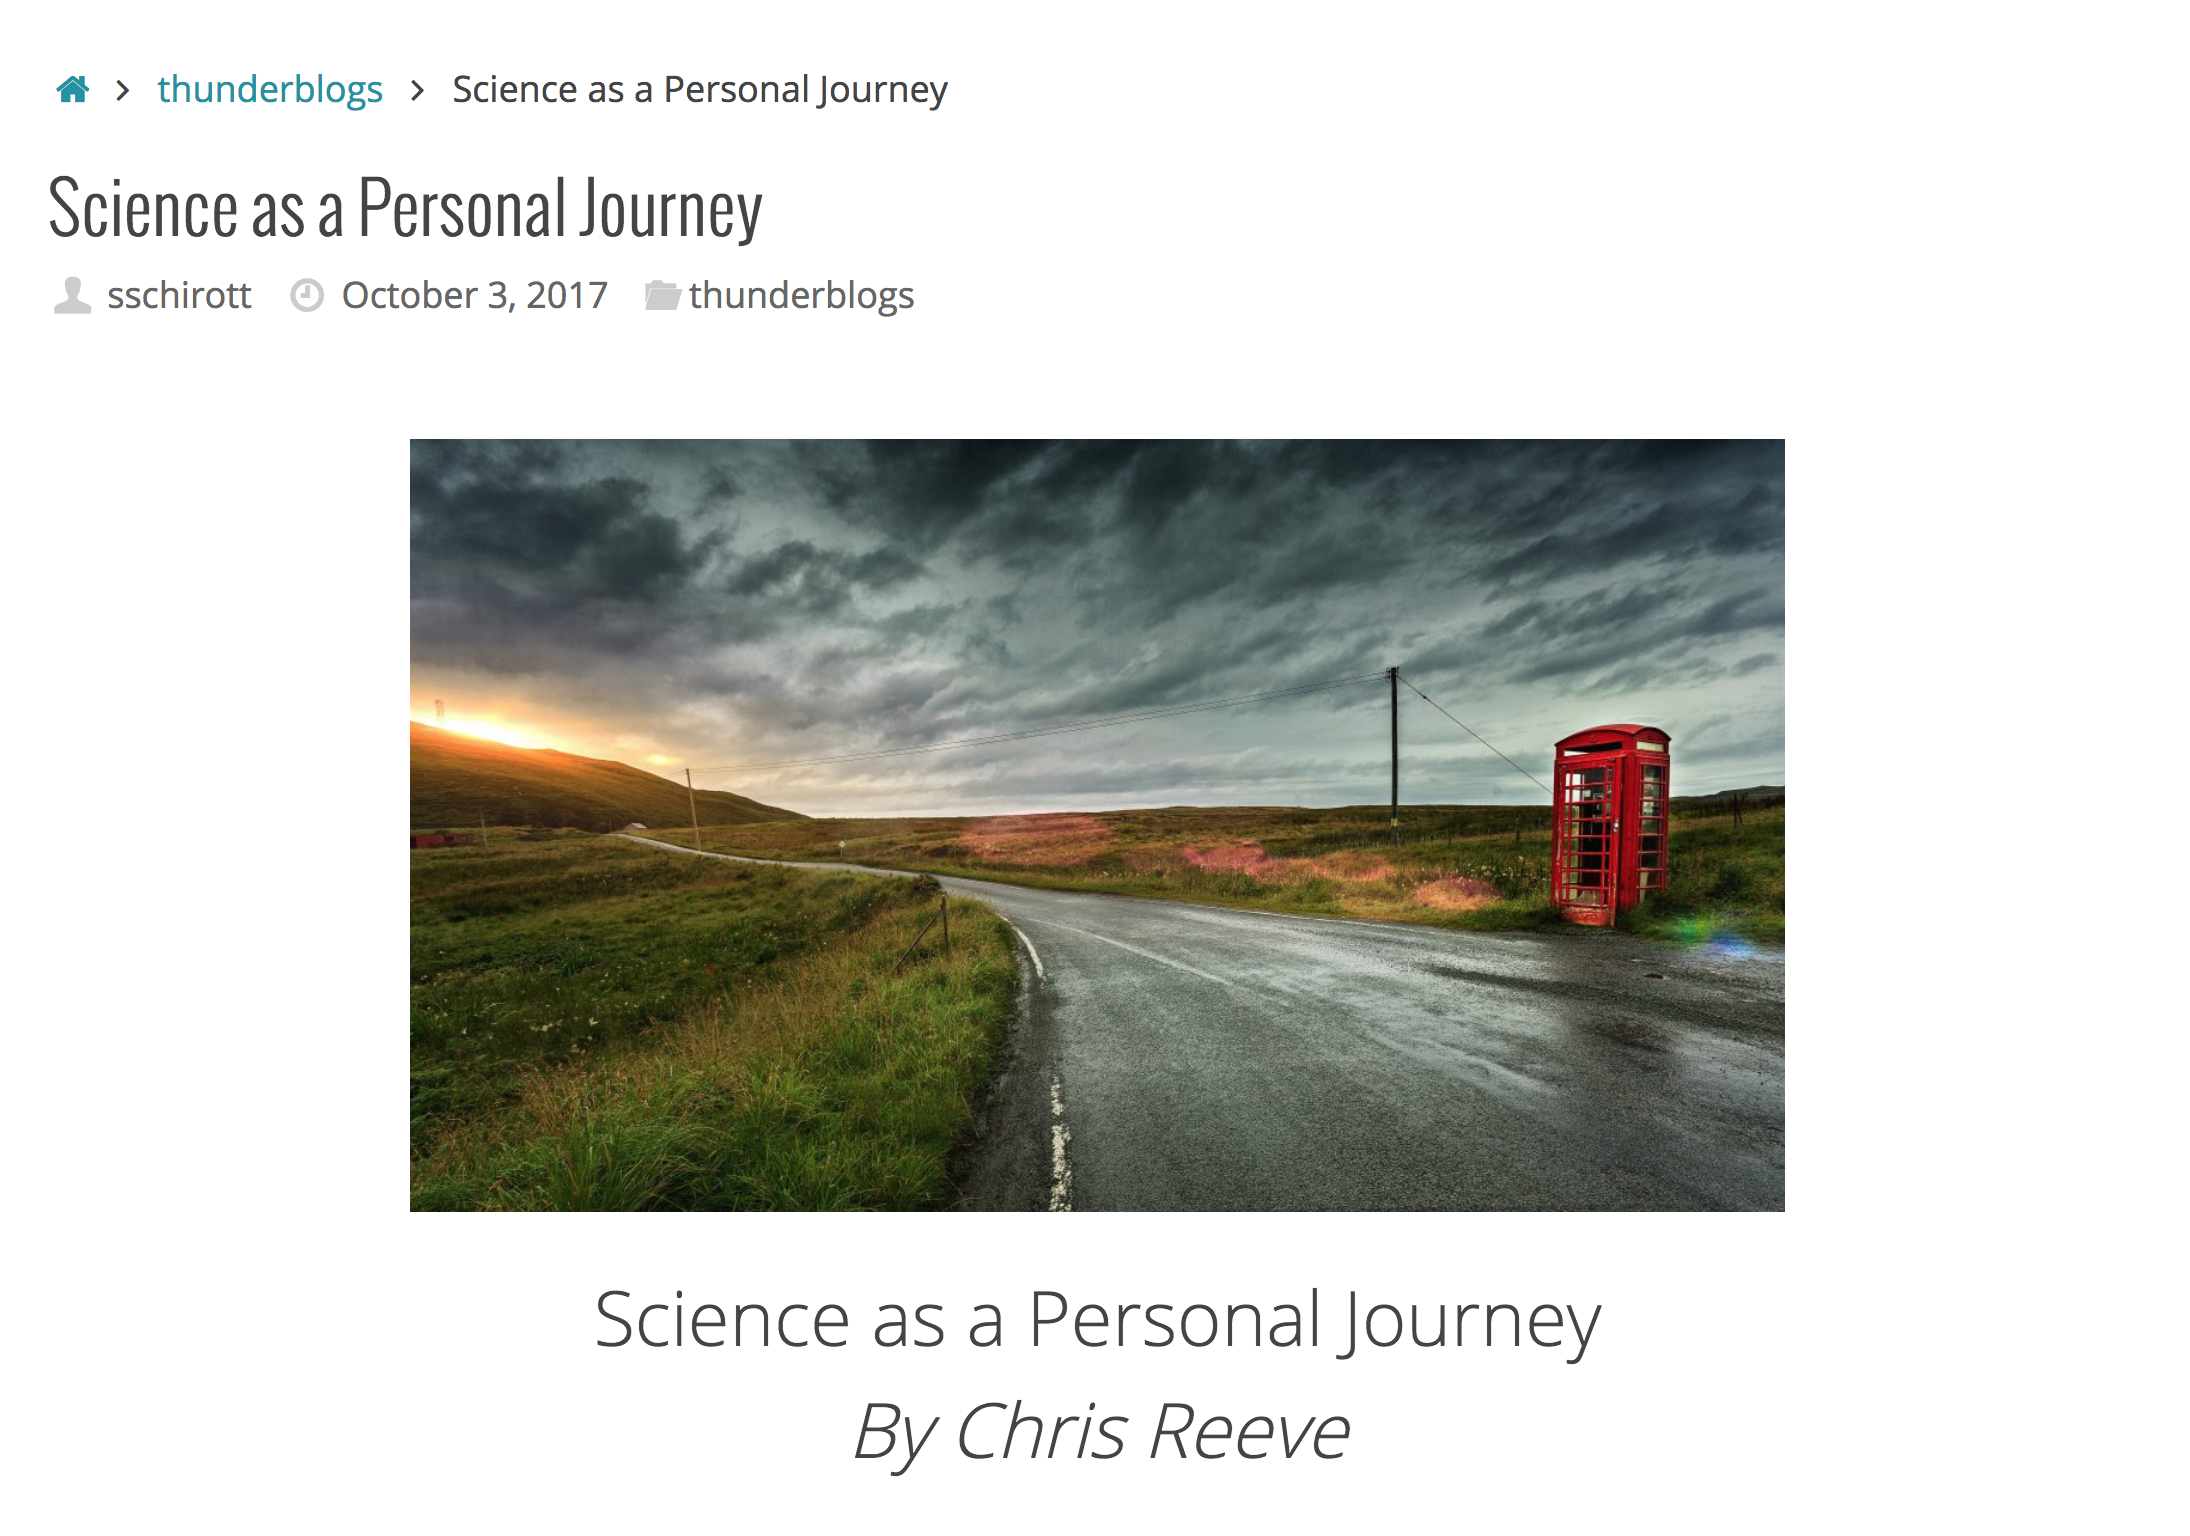 thunderblogs > Science as a Personal Journey
Science as a Personal Journey
sschirott October 3, 2017 thunderblogs
Science as a Personal Journey
By Chris Reeve